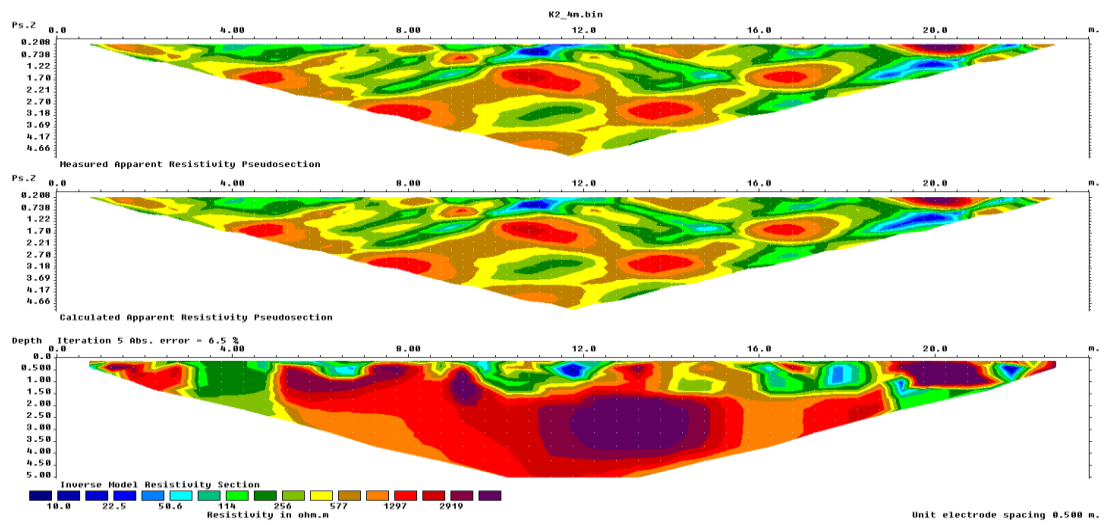 K2_4m.bin
Ps.Z 0.0 4.00 8.00 12.0 16.0 20.0 m.
0.208
0.738
1.22
1.70
2.21
2.70
3.18
3.69
4.17
4.66
Measured Apparent Resistivity Pseudosection
Ps.Z 0.0 4.00 8.00 12.0 16.0 20.0 m.
0.208
0.738
1.22
1.70
2.21
2.70
3.18
3.69
4.17
4.66
Calculated Apparent Resistivity Pseudosection
Depth Iteration 5 Abs. error = 6.5 %
0.0 0.0 4.00 8.00 12.0 16.0 20.0 m.
0.500
1.00
1.50
2.00
2.50
3.00
3.50
4.00
4.50
5.00
Inverse Model Resistivity Section
10.0 22.5 50.6 114 256 577 1297 2919
Resistivity in ohm.m
Unit electrode spacing 0.500 m.